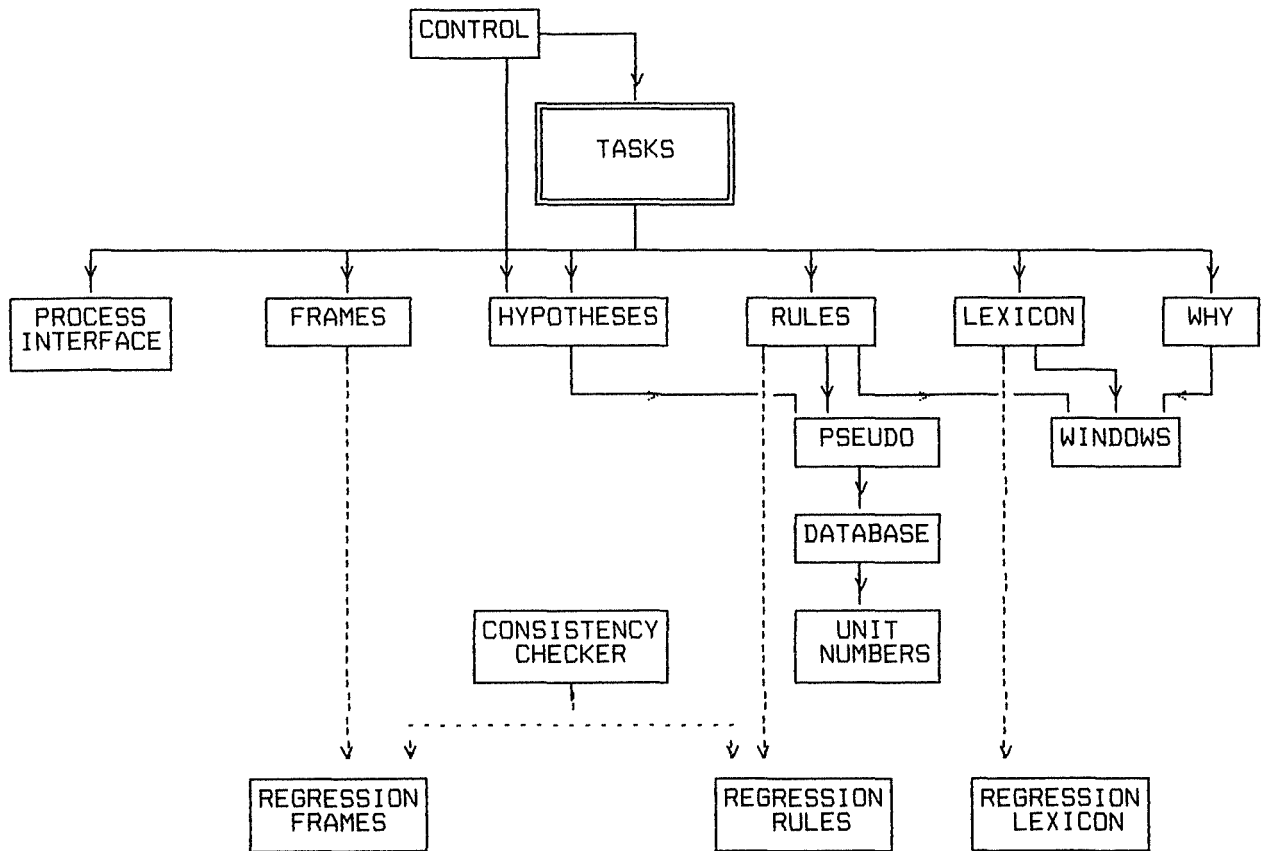 CONTROL
TASKS
PROCESS
INTERFACE
FRAMES
HYPOTHESES
RULES
LEXICON
WHY
PSEUDO
WINDOWS
DATABASE
CONSISTENCY
CHECKER
UNIT
NUMBERS
REGRESSION
FRAMES
REGRESSION
RULES
REGRESSION
LEXICON